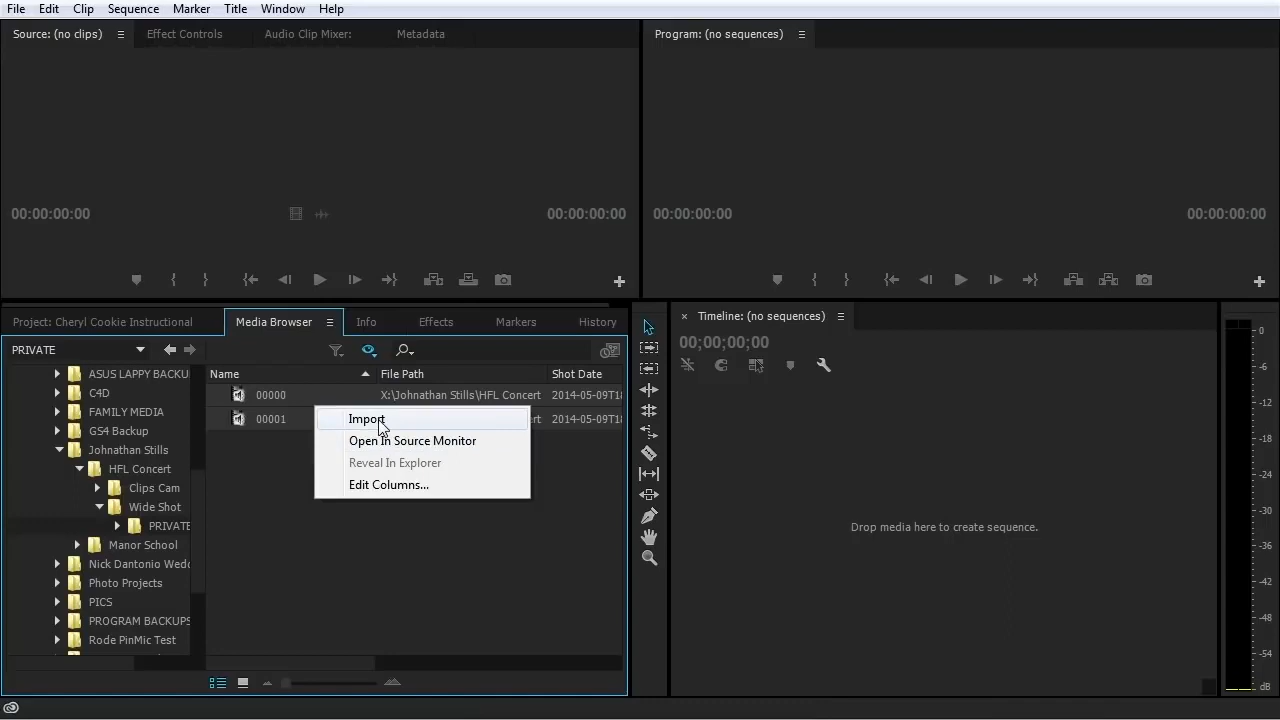 File Edit Clip Sequence Marker Title Window Help
Source: (no clips) Effect Controls Audio Clip Mixer: Metadata
Program: (no sequences)
00:00:00:00 00:00:00:00
00:00:00:00 00:00:00:00
Project: Cheryl Cookie Instructional Media Browser Info Effects Markers History
PRIVATE
Name File Path Shot Date
ASUS LAPPY BACKU
C4D
FAMILY MEDIA
GS4 Backup
Johnathan Stills
HFL Concert
Clips Cam
Wide Shot
PRIVATE
Manor School
Nick Dantonio Wedd
Photo Projects
PICS
PROGRAM BACKUPS
Rode PinMic Test
00000 X:\Johnathan Stills\HFL Concert 2014-05-09T18
00001 ert 2014-05-09T18
Import
Open In Source Monitor
Reveal In Explorer
Edit Columns...
Timeline: (no sequences)
00;00;00;00
Drop media here to create sequence.
0
-6
-12
-18
-24
-30
-36
-42
-48
-54
dB